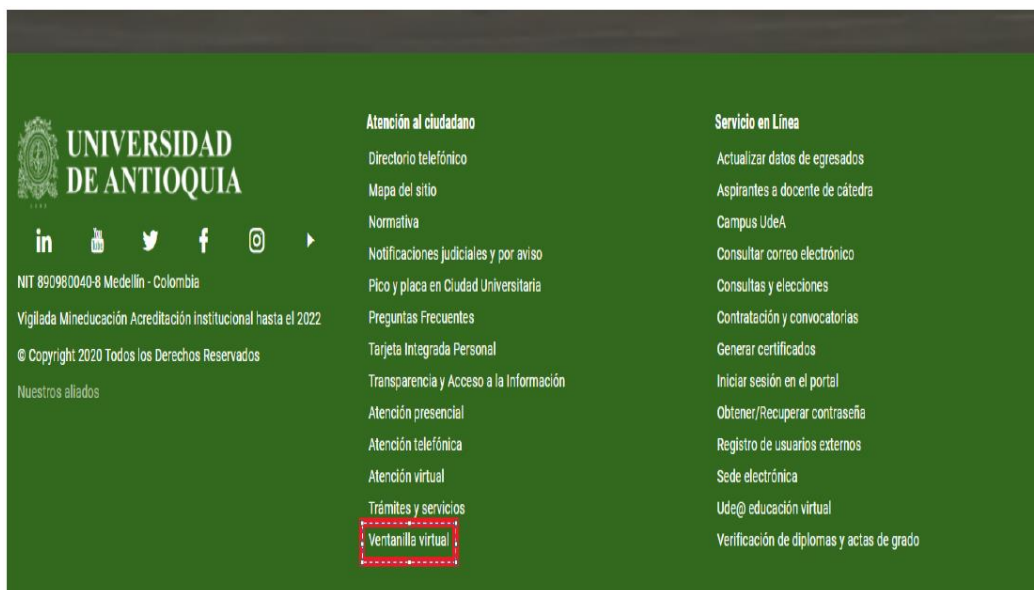 UNIVERSIDAD
DE ANTIOQUIA
NIT 890980040-8 Medellín - Colombia
Vigilada Mineducación Acreditación institucional hasta el 2022
© Copyright 2020 Todos los Derechos Reservados
Nuestros aliados
Atención al ciudadano
Directorio telefónico
Mapa del sitio
Normativa
Notificaciones judiciales y por aviso
Pico y placa en Ciudad Universitaria
Preguntas Frecuentes
Tarjeta Integrada Personal
Transparencia y Acceso a la Información
Atención presencial
Atención telefónica
Atención virtual
Trámites y servicios
Ventanilla virtual
Servicio en Línea
Actualizar datos de egresados
Aspirantes a docente de cátedra
Campus UdeA
Consultar correo electrónico
Consultas y elecciones
Contratación y convocatorias
Generar certificados
Iniciar sesión en el portal
Obtener/Recuperar contraseña
Registro de usuarios externos
Sede electrónica
Ude@ educación virtual
Verificación de diplomas y actas de grado